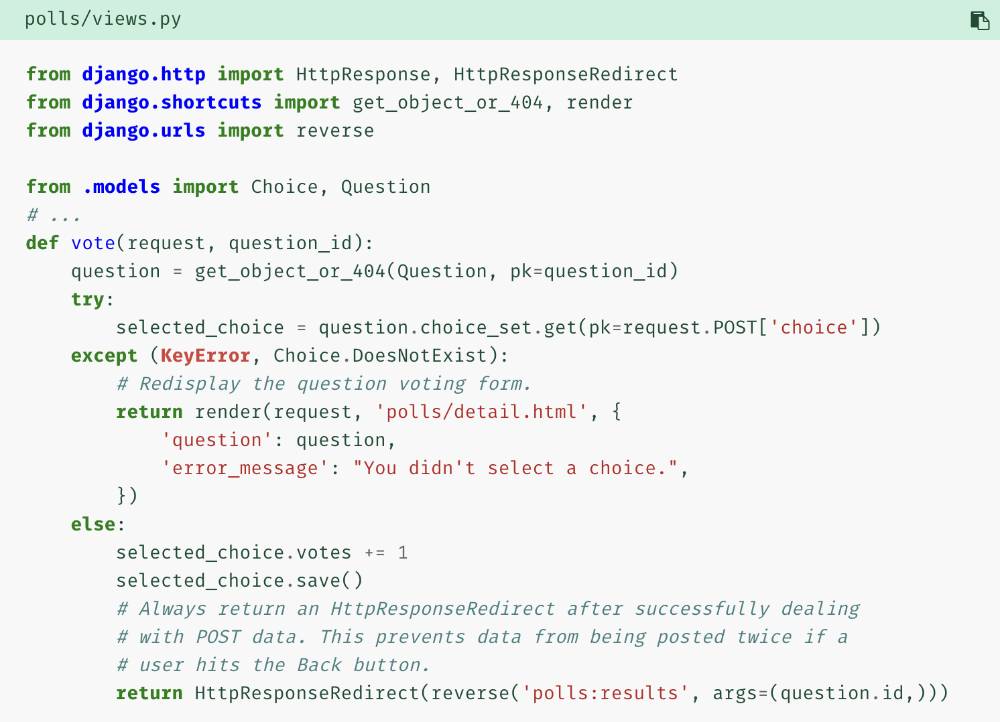 polls/views.py
from django.http import HttpResponse, HttpResponseRedirect
from django.shortcuts import get_object_or_404, render
from django.urls import reverse

from .models import Choice, Question
# ...
def vote(request, question_id):
    question = get_object_or_404(Question, pk=question_id)
    try:
        selected_choice = question.choice_set.get(pk=request.POST['choice'])
    except (KeyError, Choice.DoesNotExist):
        # Redisplay the question voting form.
        return render(request, 'polls/detail.html', {
            'question': question,
            'error_message': "You didn't select a choice.",
        })
    else:
        selected_choice.votes += 1
        selected_choice.save()
        # Always return an HttpResponseRedirect after successfully dealing
        # with POST data. This prevents data from being posted twice if a
        # user hits the Back button.
        return HttpResponseRedirect(reverse('polls:results', args=(question.id,)))